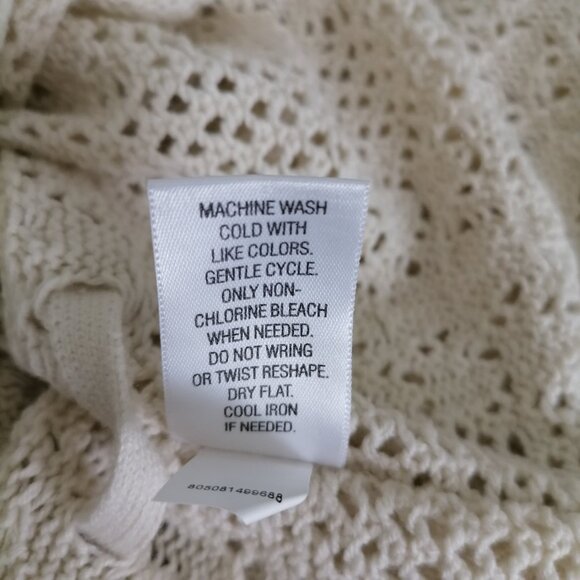 MACHINE WASH
COLD WITH
LIKE COLORS.
GENTLE CYCLE.
ONLY NON-
CHLORINE BLEACH
WHEN NEEDED.
DO NOT WRING
OR TWIST RESHAPE.
DRY FLAT.
COOL IRON
IF NEEDED.
805081499688